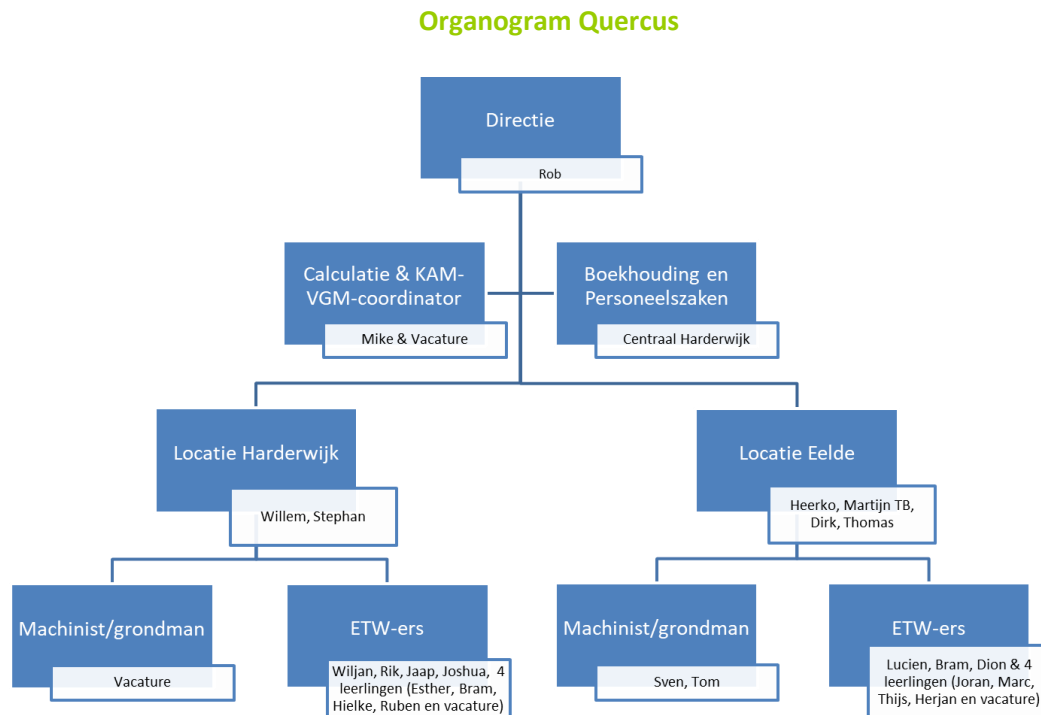 Organogram Quercus
Directie
Rob
Calculatie & KAM-
VGM-coordinator
Mike & Vacature
Boekhouding en
Personeelszaken
Centraal Harderwijk
Locatie Harderwijk
Willem, Stephan
Locatie Eelde
Heerko, Martijn TB,
Dirk, Thomas
Machinist/grondman
Vacature
ETW-ers
Wiljan, Rik, Jaap, Joshua, 4
leerlingen (Esther, Bram,
Hielke, Ruben en vacature)
Machinist/grondman
Sven, Tom
ETW-ers
Lucien, Bram, Dion & 4
leerlingen (Joran, Marc,
Thijs, Herjan en vacature)